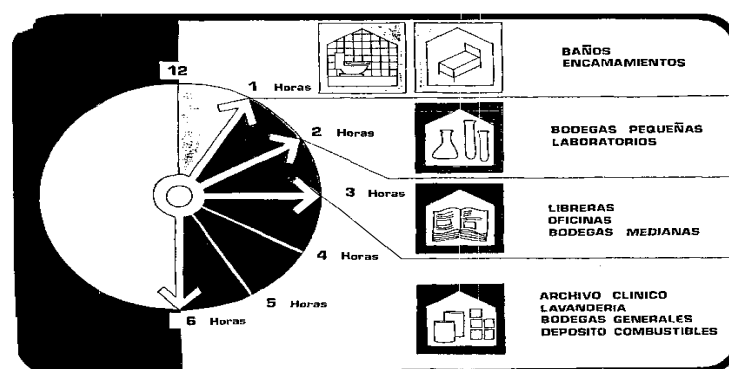 12
1 Horas
BAÑOS
ENCAMAMIENTOS
2 Horas
BODEGAS PEQUEÑAS
LABORATORIOS
3 Horas
LIBRERAS
OFICINAS
BODEGAS MEDIANAS
4 Horas
5 Horas
6 Horas
ARCHIVO CLINICO
LAVANDERIA
BODEGAS GENERALES
DEPOSITO COMBUSTIBLES